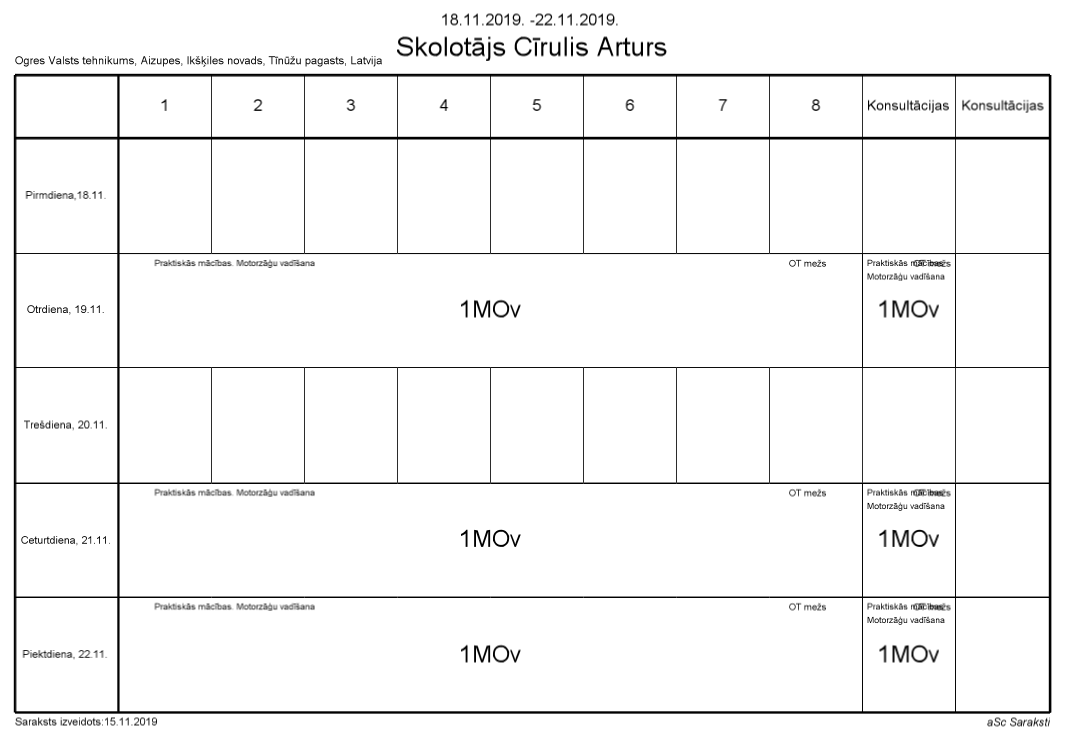 18.11.2019. -22.11.2019.
Skolotājs Cīrulis Arturs
Ogres Valsts tehnikums, Aizupes, Ikšķiles novads, Tīnūžu pagasts, Latvija
1 2 3 4 5 6 7 8 Konsultācijas Konsultācijas
Pirmdiena,18.11.
Praktiskās mācības. Motorzāģu vadīšana OT mežs Praktiskās mācības. OT mežs
Motorzāģu vadīšana
Otrdiena, 19.11. 1MOv 1MOv
Trešdiena, 20.11.
Praktiskās mācības. Motorzāģu vadīšana OT mežs Praktiskās mācības. OT mežs
Motorzāģu vadīšana
Ceturtdiena, 21.11. 1MOv 1MOv
Praktiskās mācības. Motorzāģu vadīšana OT mežs Praktiskās mācības. OT mežs
Motorzāģu vadīšana
Piektdiena, 22.11. 1MOv 1MOv
Saraksts izveidots:15.11.2019 aSc Saraksti